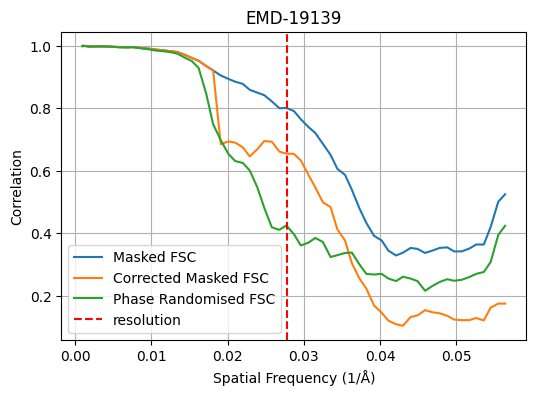 EMD-19139
1.0
0.8
0.6
0.4
0.2
Correlation
Masked FSC
Corrected Masked FSC
Phase Randomised FSC
resolution
0.00 0.01 0.02 0.03 0.04 0.05
Spatial Frequency (1/Å)